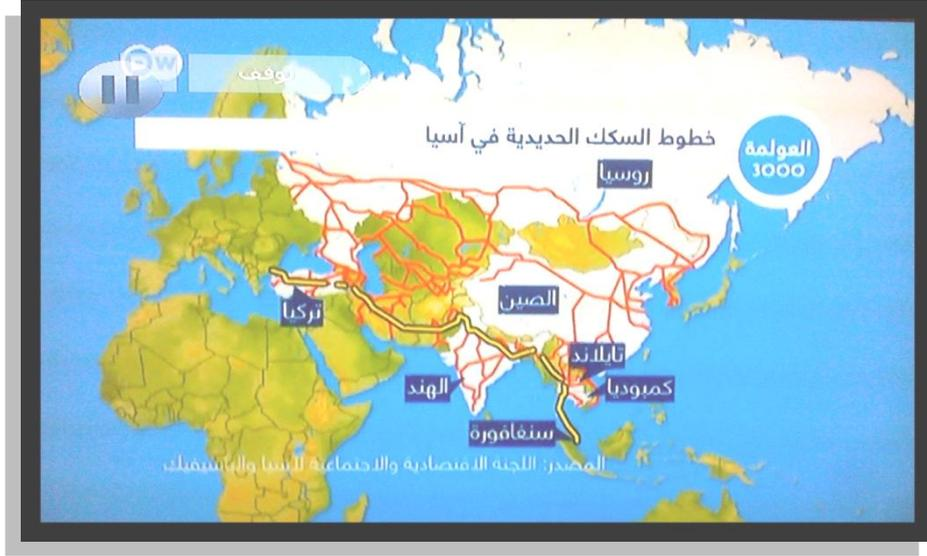 DW
توقف
خطوط السكك الحديدية في آسيا
العولمة
3000
روسيا
الصين
تركيا
تايلاند
كمبوديا
الهند
سنغافورة
المصدر: اللجنة الاقتصادية والاجتماعية لآسيا والباسيفيك